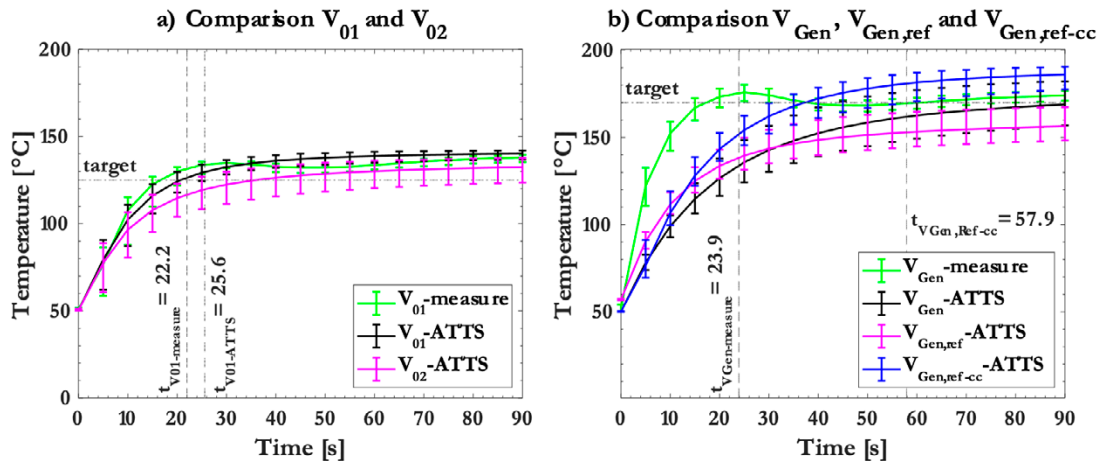 a) Comparison V01 and V02
200
150
100
50
0
Temperature [°C]
target
t V01-measure = 22.2
t V01-ATTS = 25.6
V01-measure
V01-ATTS
V02-ATTS
0 10 20 30 40 50 60 70 80 90
Time [s]
b) Comparison VGen, VGen,ref and VGen,ref-cc
200
150
100
50
0
Temperature [°C]
target
tVGen-measure = 23.9
tVGen,Ref-cc = 57.9
VGen-measure
VGen-ATTS
VGen,ref-ATTS
VGen,ref-cc-ATTS
0 10 20 30 40 50 60 70 80 90
Time [s]